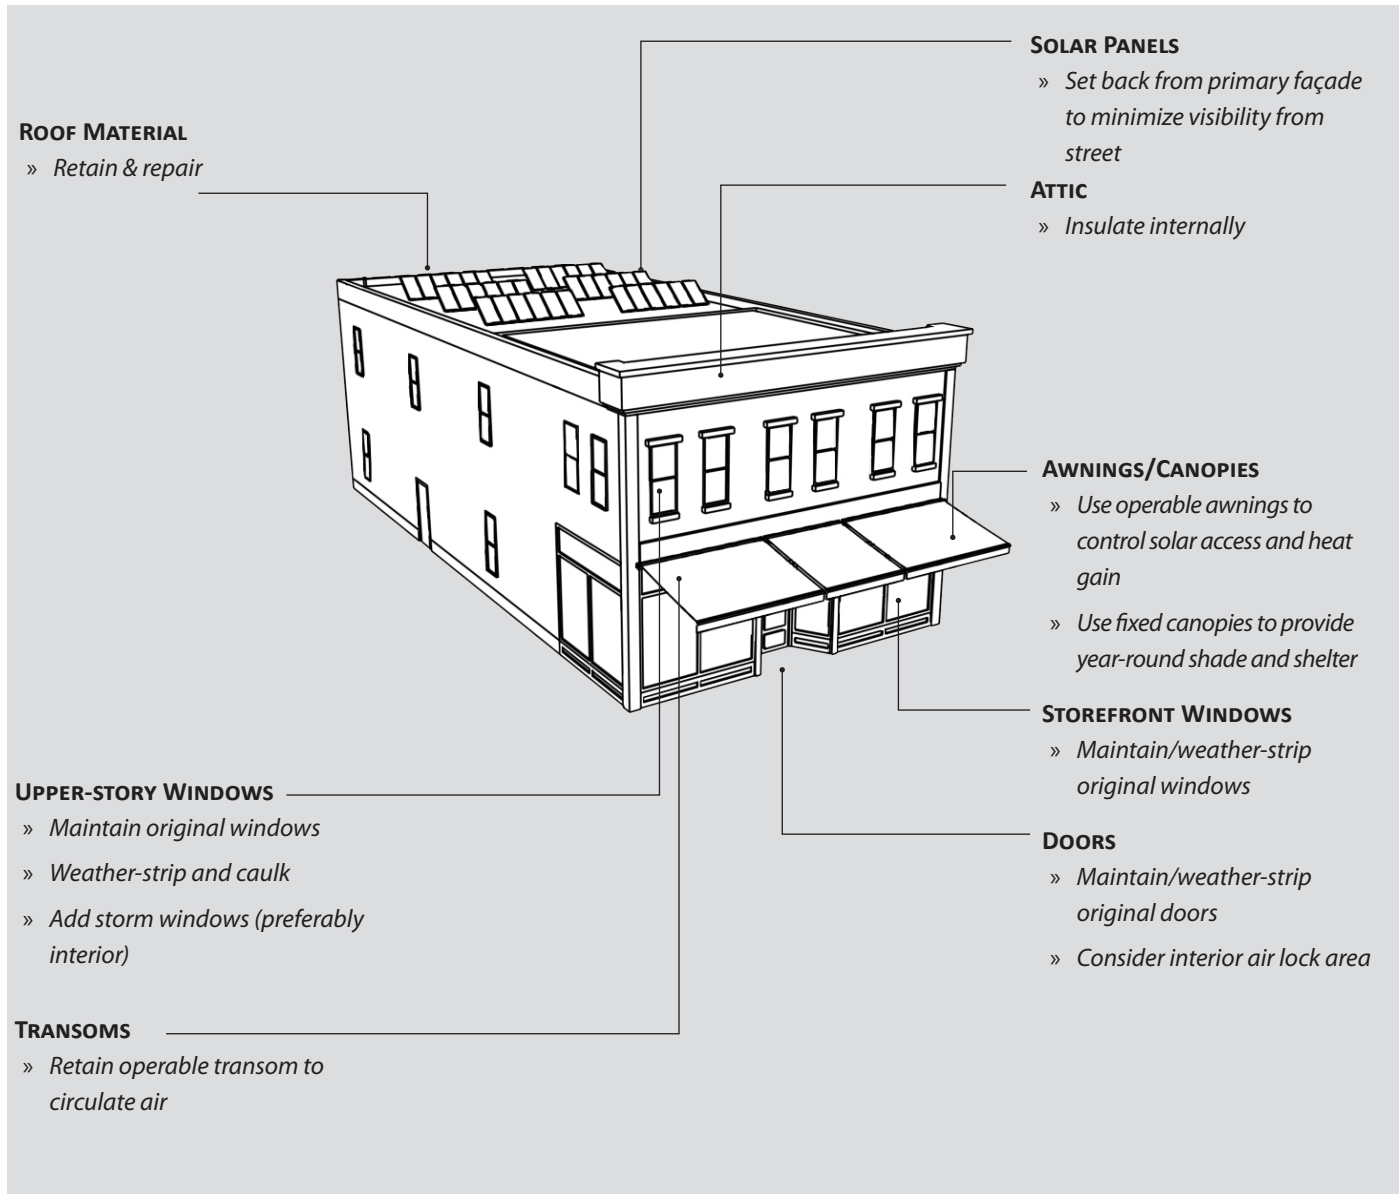 ROOF MATERIAL
» Retain & repair
SOLAR PANELS
» Set back from primary façade
to minimize visibility from
street
ATTIC
» Insulate internally
AWNINGS/CANOPIES
» Use operable awnings to
control solar access and heat
gain
» Use fixed canopies to provide
year-round shade and shelter
STOREFRONT WINDOWS
» Maintain/weather-strip
original windows
DOORS
» Maintain/weather-strip
original doors
» Consider interior air lock area
UPPER-STORY WINDOWS
» Maintain original windows
» Weather-strip and caulk
» Add storm windows (preferably
interior)
TRANSOMS
» Retain operable transom to
circulate air